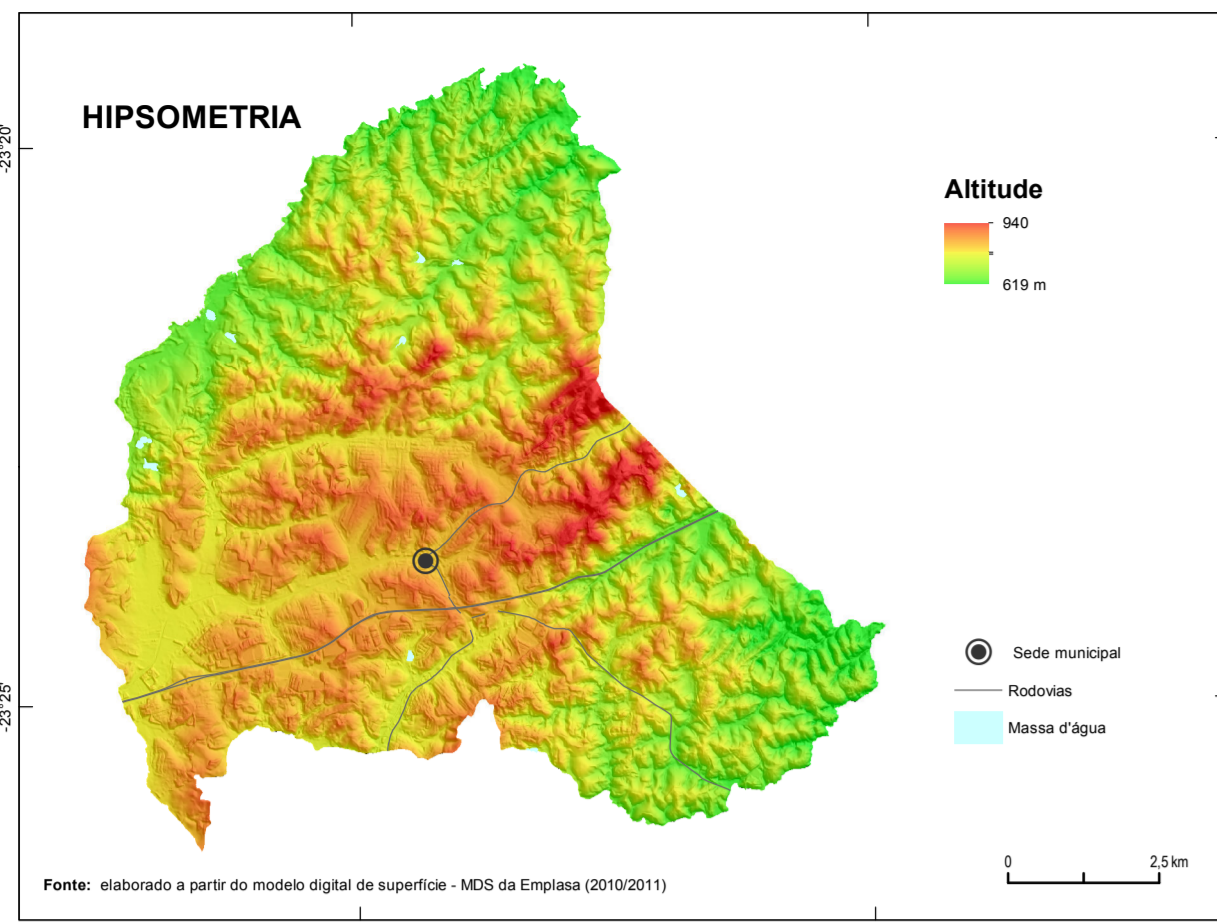 HIPSOMETRIA
-23°20'
Altitude
940
619 m
Sede municipal
Rodovias
-23°25'
Massa d'água
0 2,5 km
Fonte: elaborado a partir do modelo digital de superfície - MDS da Emplasa (2010/2011)